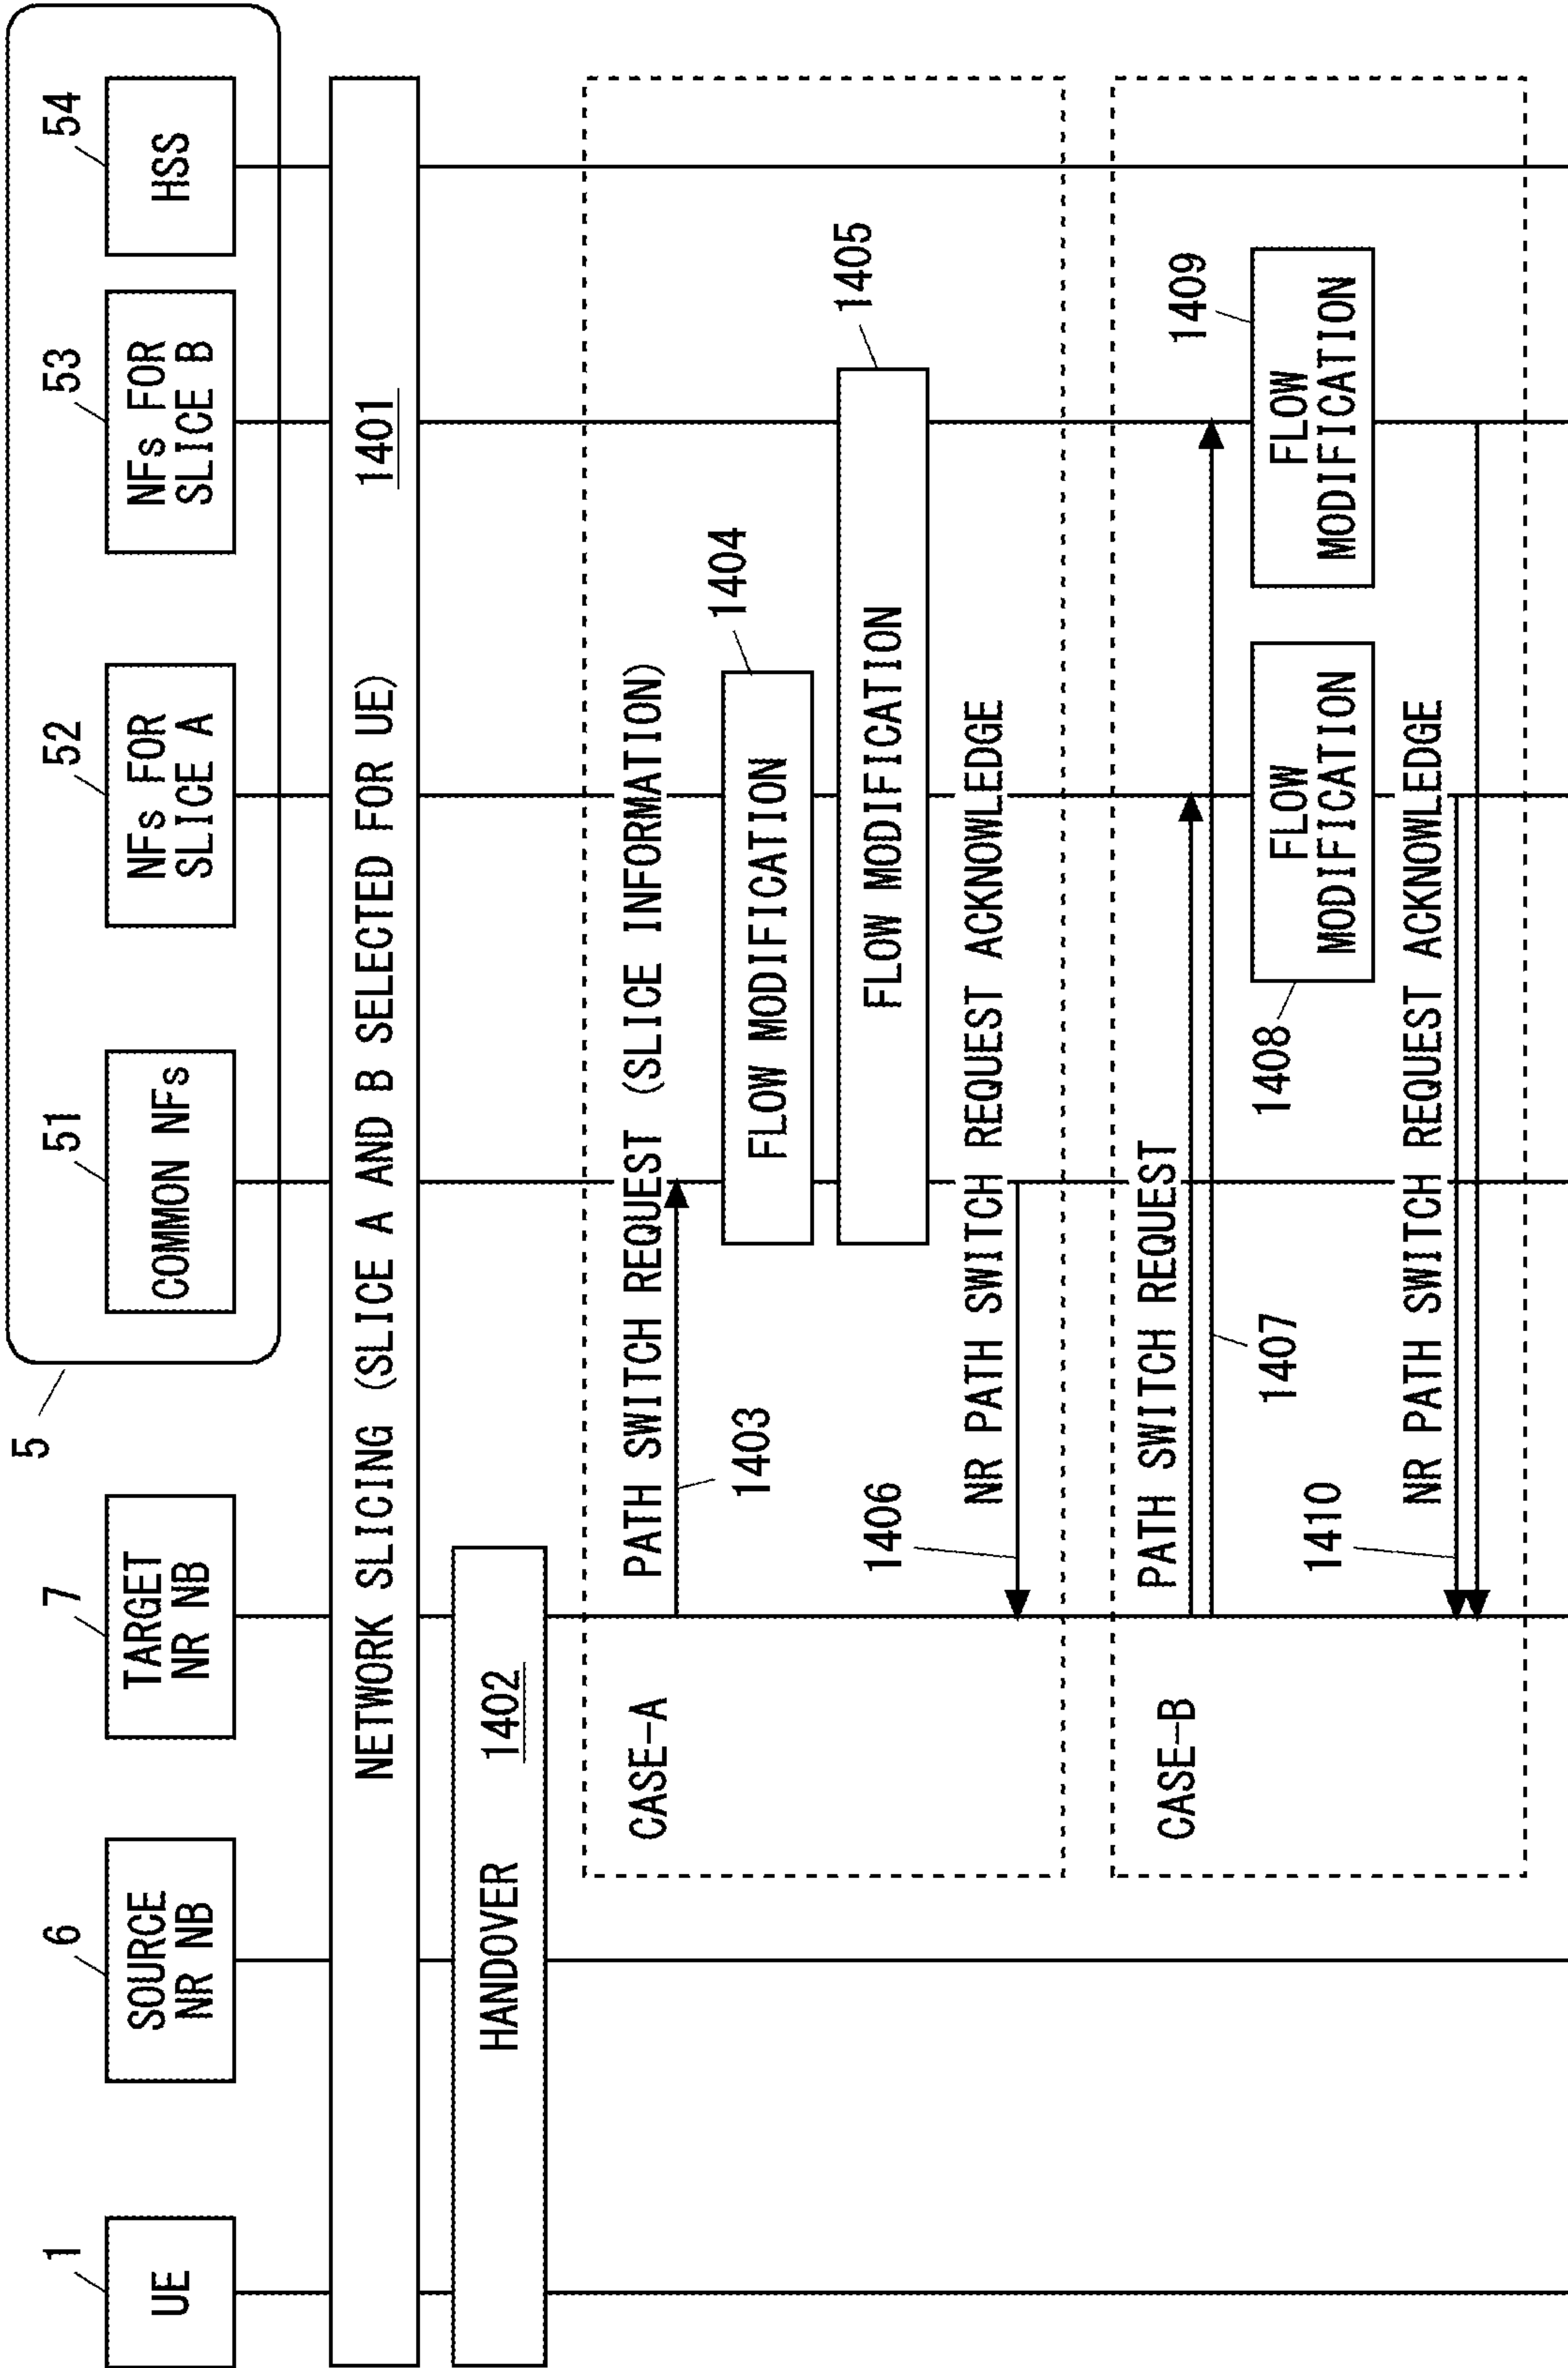 5
1
6
7
51
52
53
54
UE
SOURCE
NR NB
TARGET
NR NB
COMMON NFs
NFs FOR
SLICE A
NFs FOR
SLICE B
HSS
NETWORK SLICING (SLICE A AND B SELECTED FOR UE) 1401
HANDOVER 1402
CASE-A
PATH SWITCH REQUEST (SLICE INFORMATION)
1403
FLOW MODIFICATION
1404
FLOW MODIFICATION
1405
1406
NR PATH SWITCH REQUEST ACKNOWLEDGE
CASE-B
PATH SWITCH REQUEST
1407
1408
FLOW
MODIFICATION
1409
FLOW
MODIFICATION
1410
NR PATH SWITCH REQUEST ACKNOWLEDGE